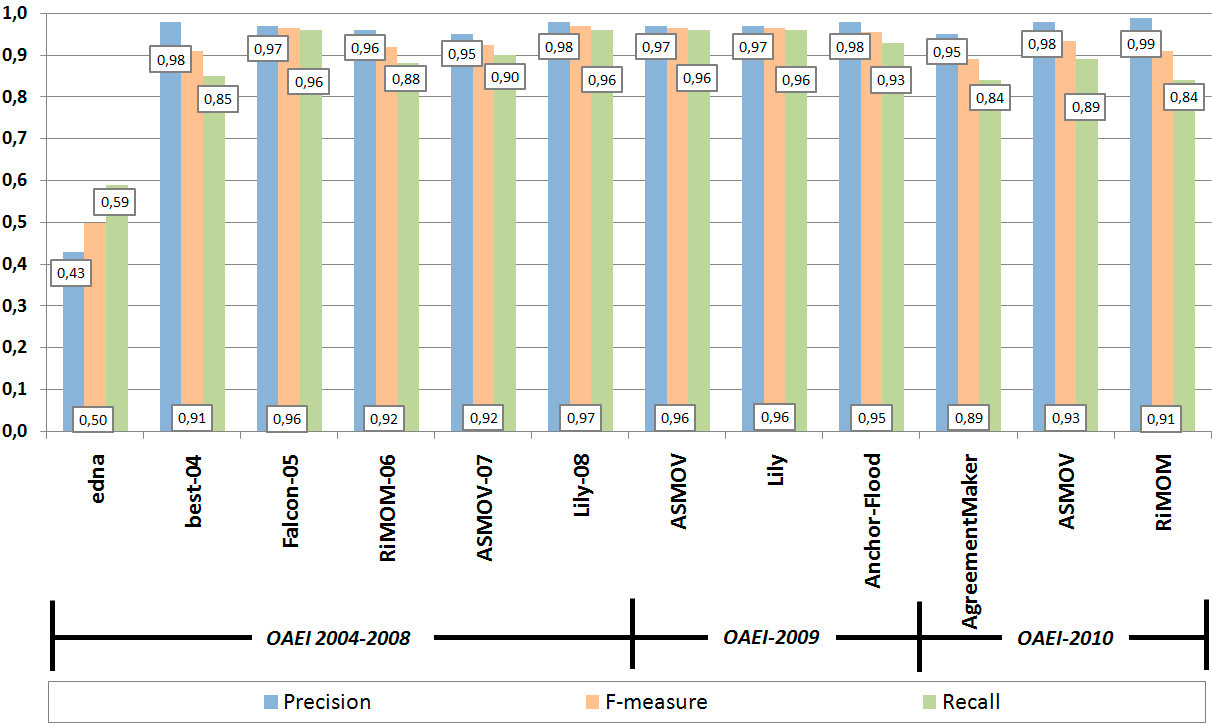 1,0
0,9
0,8
0,7
0,6
0,5
0,4
0,3
0,2
0,1
0,0
0,43
0,59
0,50
0,98
0,85
0,91
0,97
0,96
0,96
0,96
0,88
0,92
0,95
0,90
0,92
0,98
0,96
0,97
0,97
0,96
0,96
0,97
0,96
0,96
0,98
0,93
0,95
0,95
0,84
0,89
0,98
0,89
0,93
0,99
0,84
0,91
edna
best-04
Falcon-05
RiMOM-06
ASMOV-07
Lily-08
ASMOV
Lily
Anchor-Flood
AgreementMaker
ASMOV
RiMOM
OAEI 2004-2008
OAEI-2009
OAEI-2010
Precision
F-measure
Recall